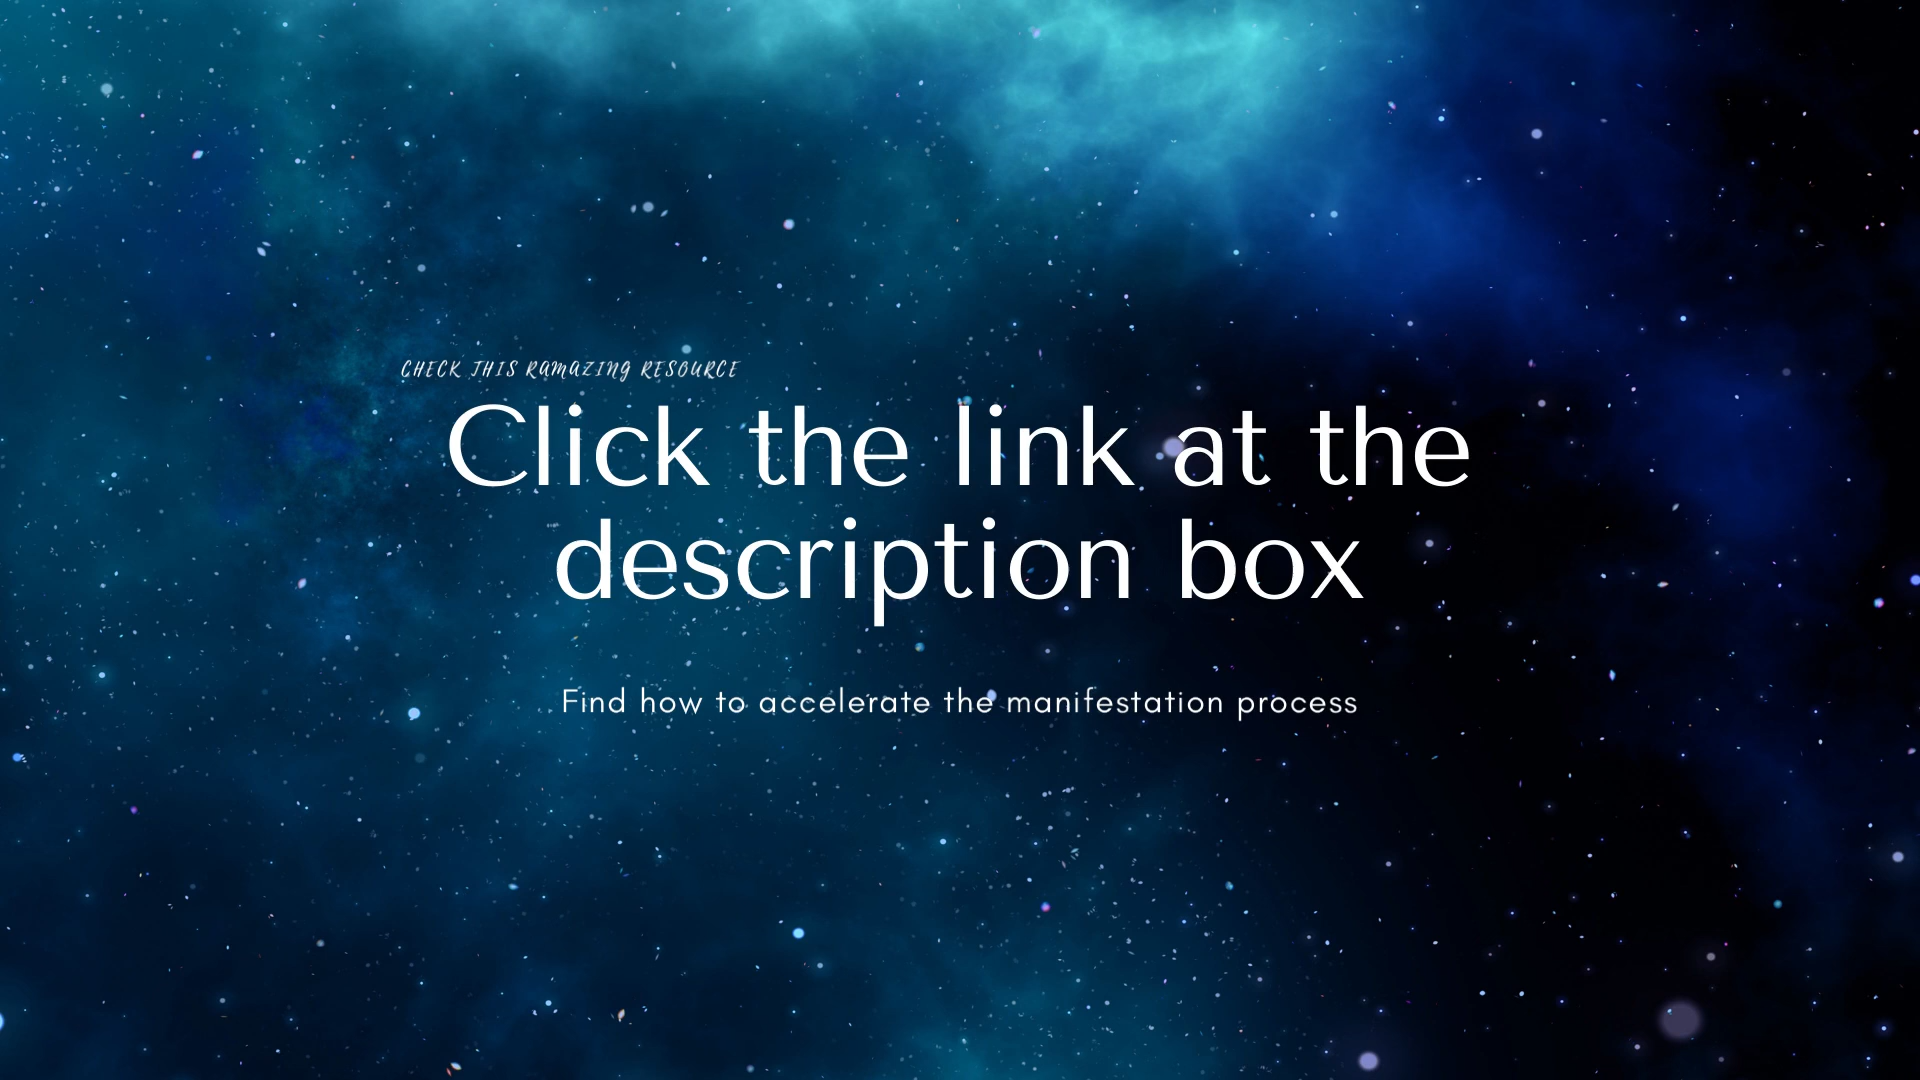 CHECK THIS RAMAZING RESOURCE
Click the link at the
description box
Find how to accelerate the manifestation process